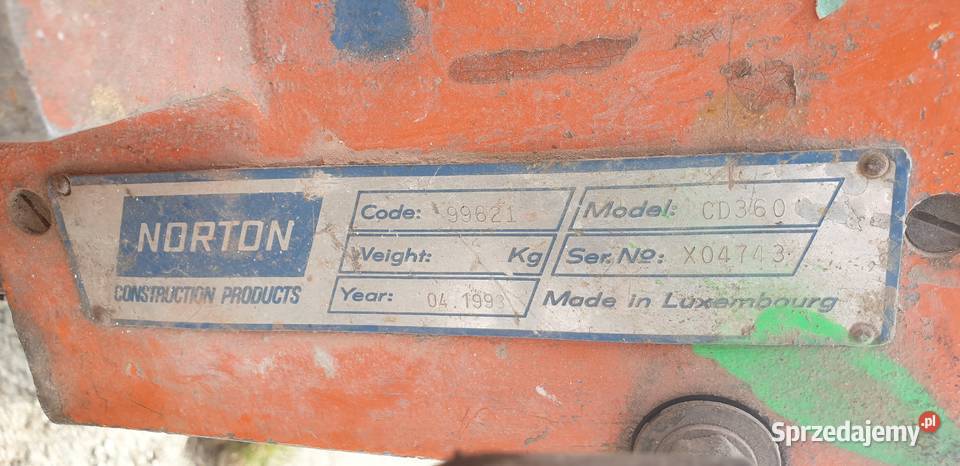 NORTON
CONSTRUCTION PRODUCTS
Code: 99821
Model: CD360
Weight: Kg
Ser. No: X04743
Year: 04.1993
Made in Luxembourg
Sprzedajemy.pl